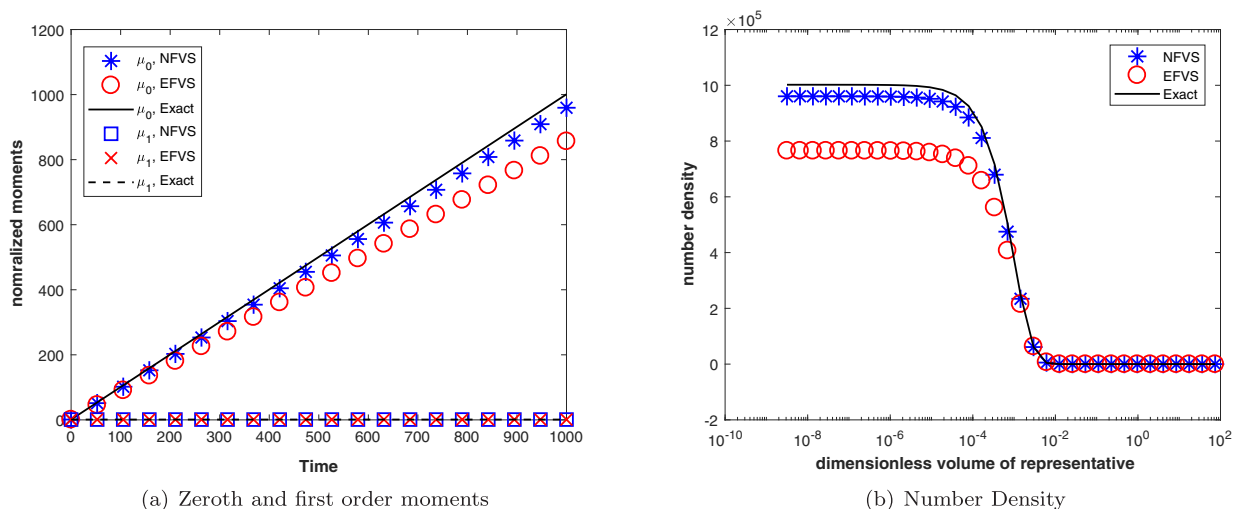 1200
1000
800
600
400
200
0
nomralized moments
μ0, NFVS
μ0, EFVS
μ0, Exact
μ1, NFVS
μ1, EFVS
μ1, Exact
0 100 200 300 400 500 600 700 800 900 1000
Time
(a) Zeroth and first order moments
×10^5
12
10
8
6
4
2
0
-2
number density
NFVS
EFVS
Exact
10^-10 10^-8 10^-6 10^-4 10^-2 10^0 10^2
dimensionless volume of representative
(b) Number Density